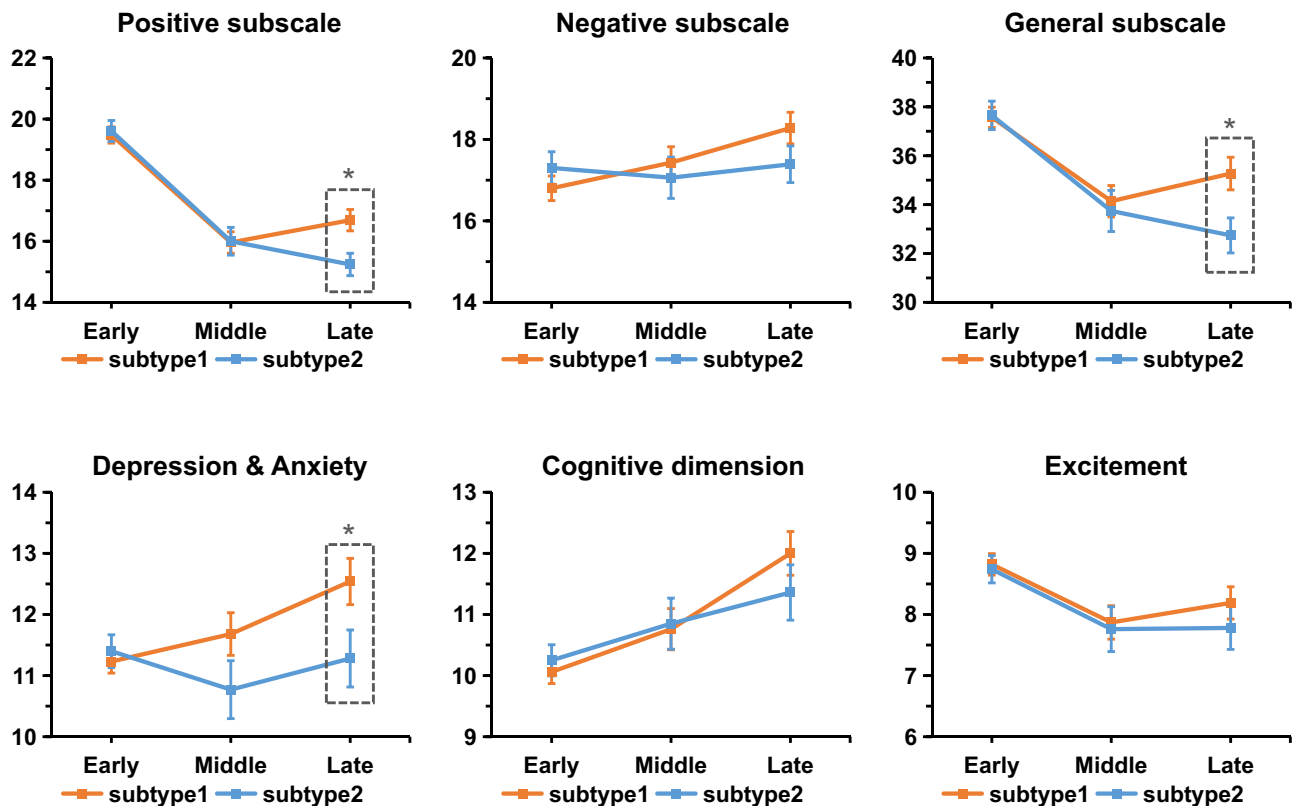 Positive subscale
22
20
18
16
14
*
Early Middle Late
subtype1 subtype2
Negative subscale
20
18
16
14
Early Middle Late
subtype1 subtype2
General subscale
40
38
36
34
32
30
*
Early Middle Late
subtype1 subtype2
Depression & Anxiety
14
13
12
11
10
*
Early Middle Late
subtype1 subtype2
Cognitive dimension
13
12
11
10
9
Early Middle Late
subtype1 subtype2
Excitement
10
9
8
7
6
Early Middle Late
subtype1 subtype2